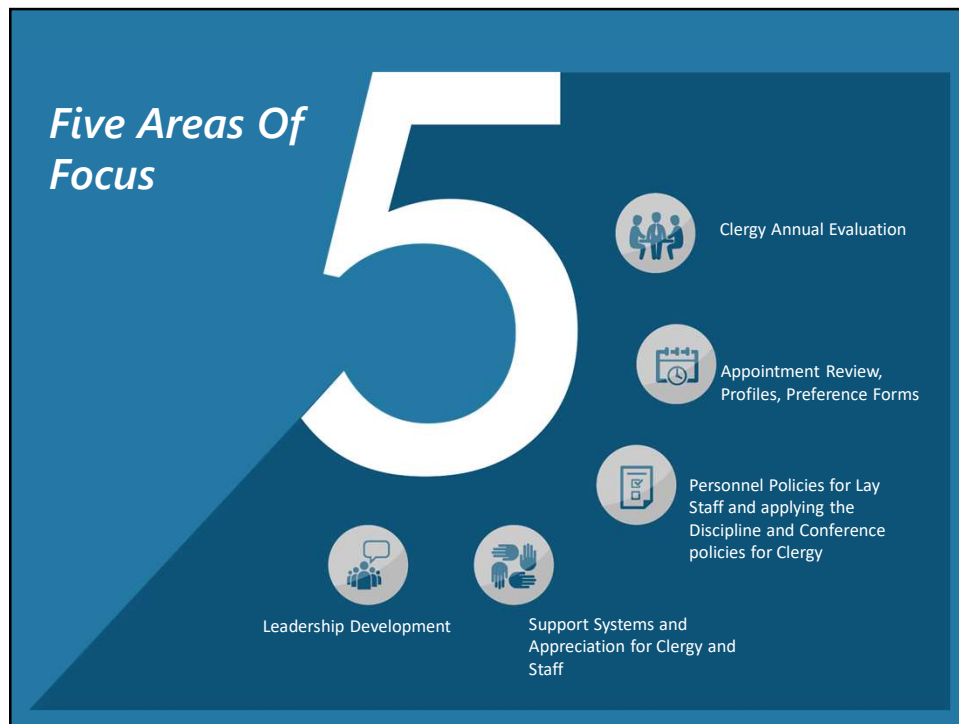 Five Areas Of
Focus
5
Clergy Annual Evaluation
Appointment Review,
Profiles, Preference Forms
Personnel Policies for Lay
Staff and applying the
Discipline and Conference
policies for Clergy
Support Systems and
Appreciation for Clergy and
Staff
Leadership Development